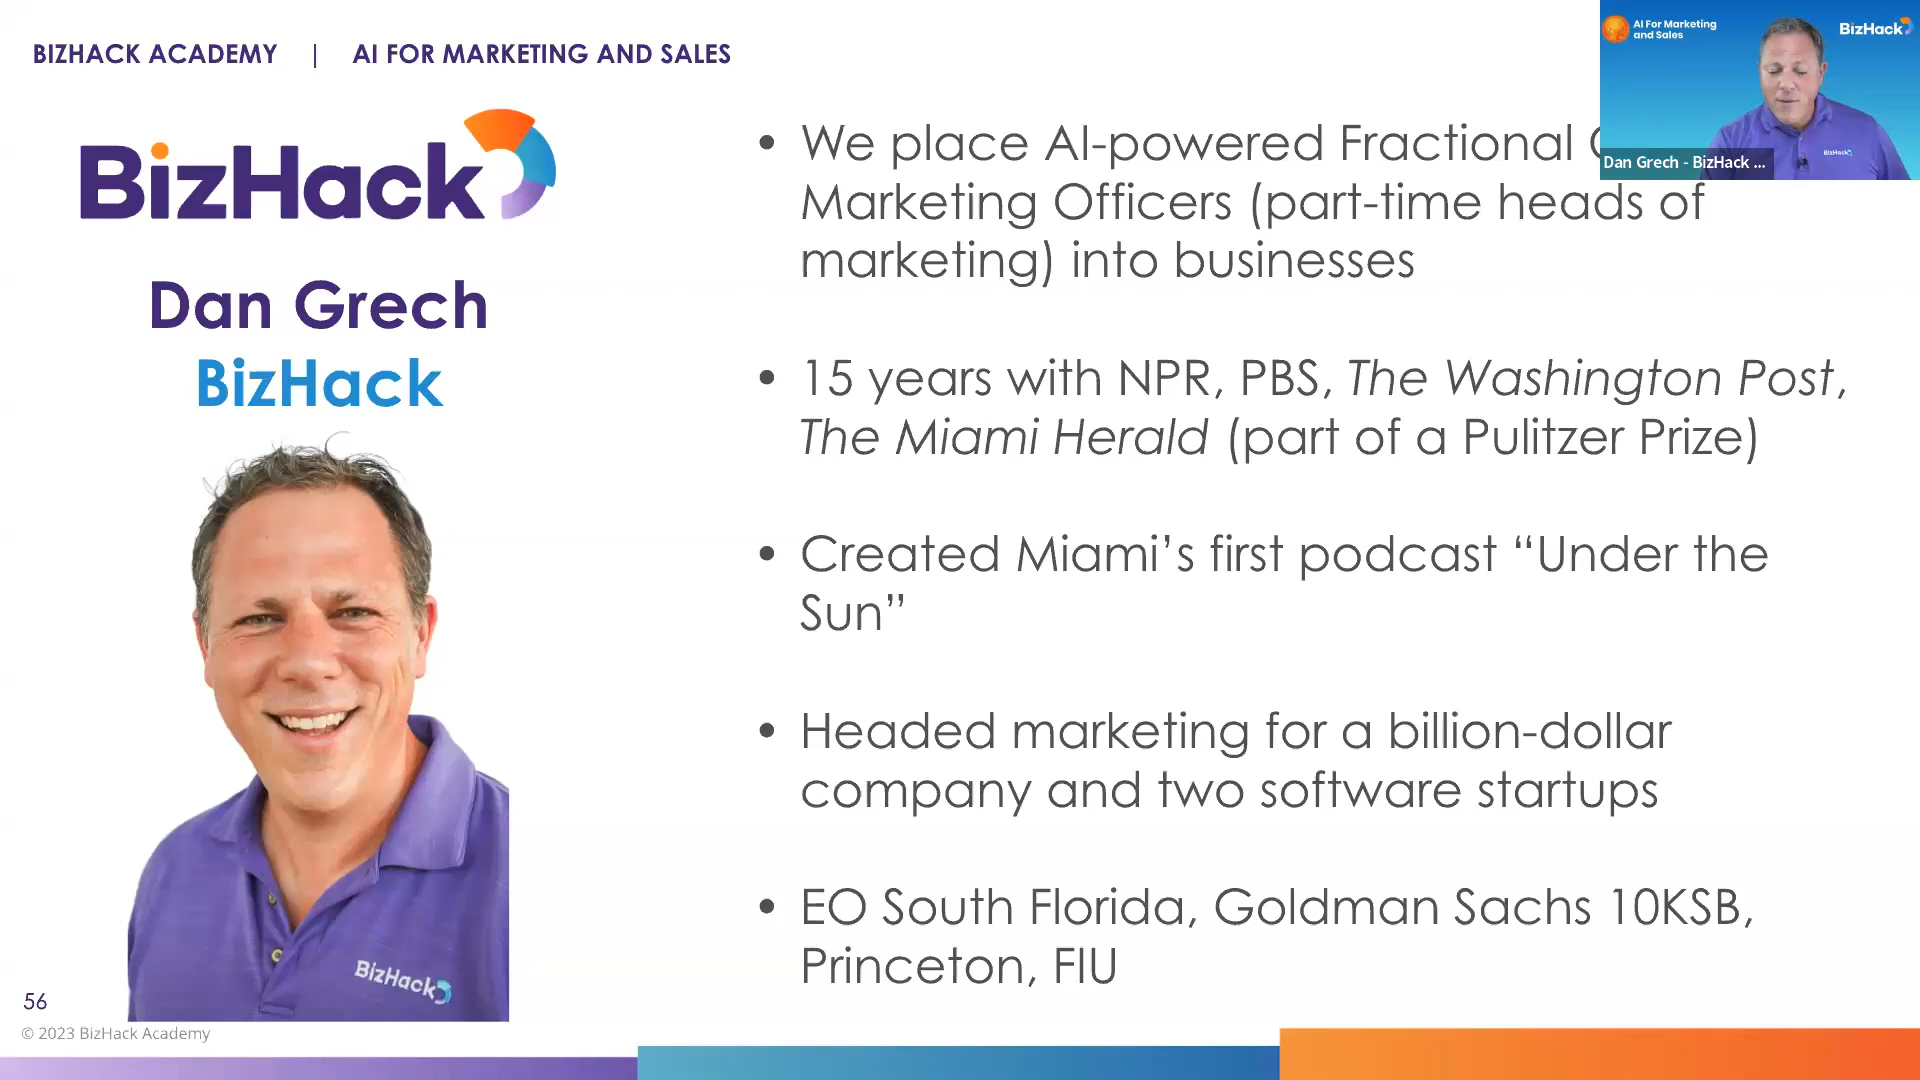 BIZHACK ACADEMY | AI FOR MARKETING AND SALES
BizHack
Dan Grech
BizHack
BizHack
56
© 2023 BizHack Academy
• We place AI-powered Fractional
Marketing Officers (part-time heads of
marketing) into businesses
• 15 years with NPR, PBS, The Washington Post,
The Miami Herald (part of a Pulitzer Prize)
• Created Miami’s first podcast “Under the
Sun”
• Headed marketing for a billion-dollar
company and two software startups
• EO South Florida, Goldman Sachs 10KSB,
Princeton, FIU
AI For Marketing
and Sales
BizHack
BizHack
Dan Grech - BizHack ...